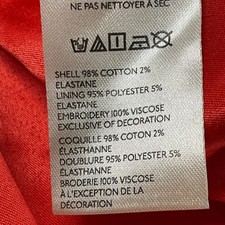 NE PAS NETTOYER À SEC
SHELL 98% COTTON 2%
ELASTANE
LINING 95% POLYESTER 5%
ELASTANE
EMBROIDERY 100% VISCOSE
EXCLUSIVE OF DECORATION
COQUILLE 98% COTON 2%
ÉLASTHANNE
DOUBLURE 95% POLYESTER 5%
ÉLASTHANNE
BRODERIE 100% VISCOSE
À L'EXCEPTION DE LA
DÉCORATION